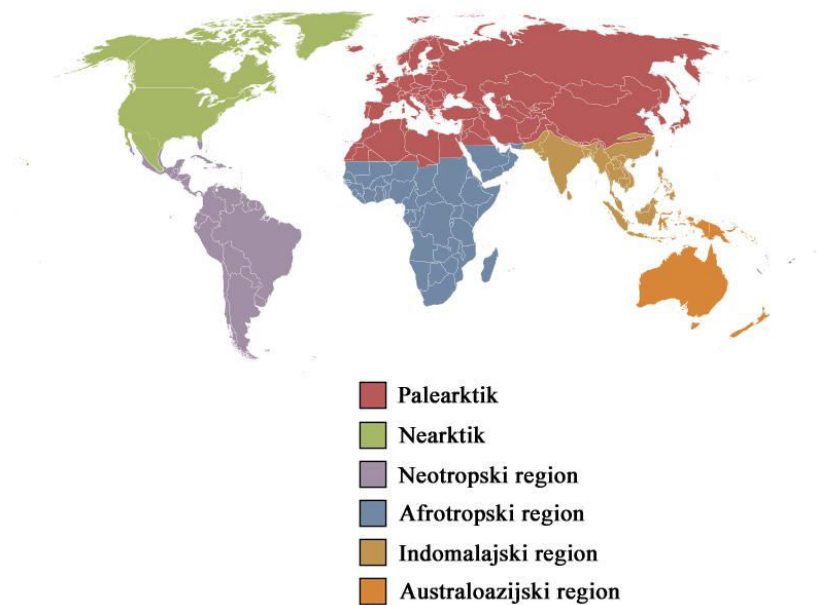 Palearktik
Nearktik
Neotropski region
Afrotropski region
Indomalajski region
Australoazijski region